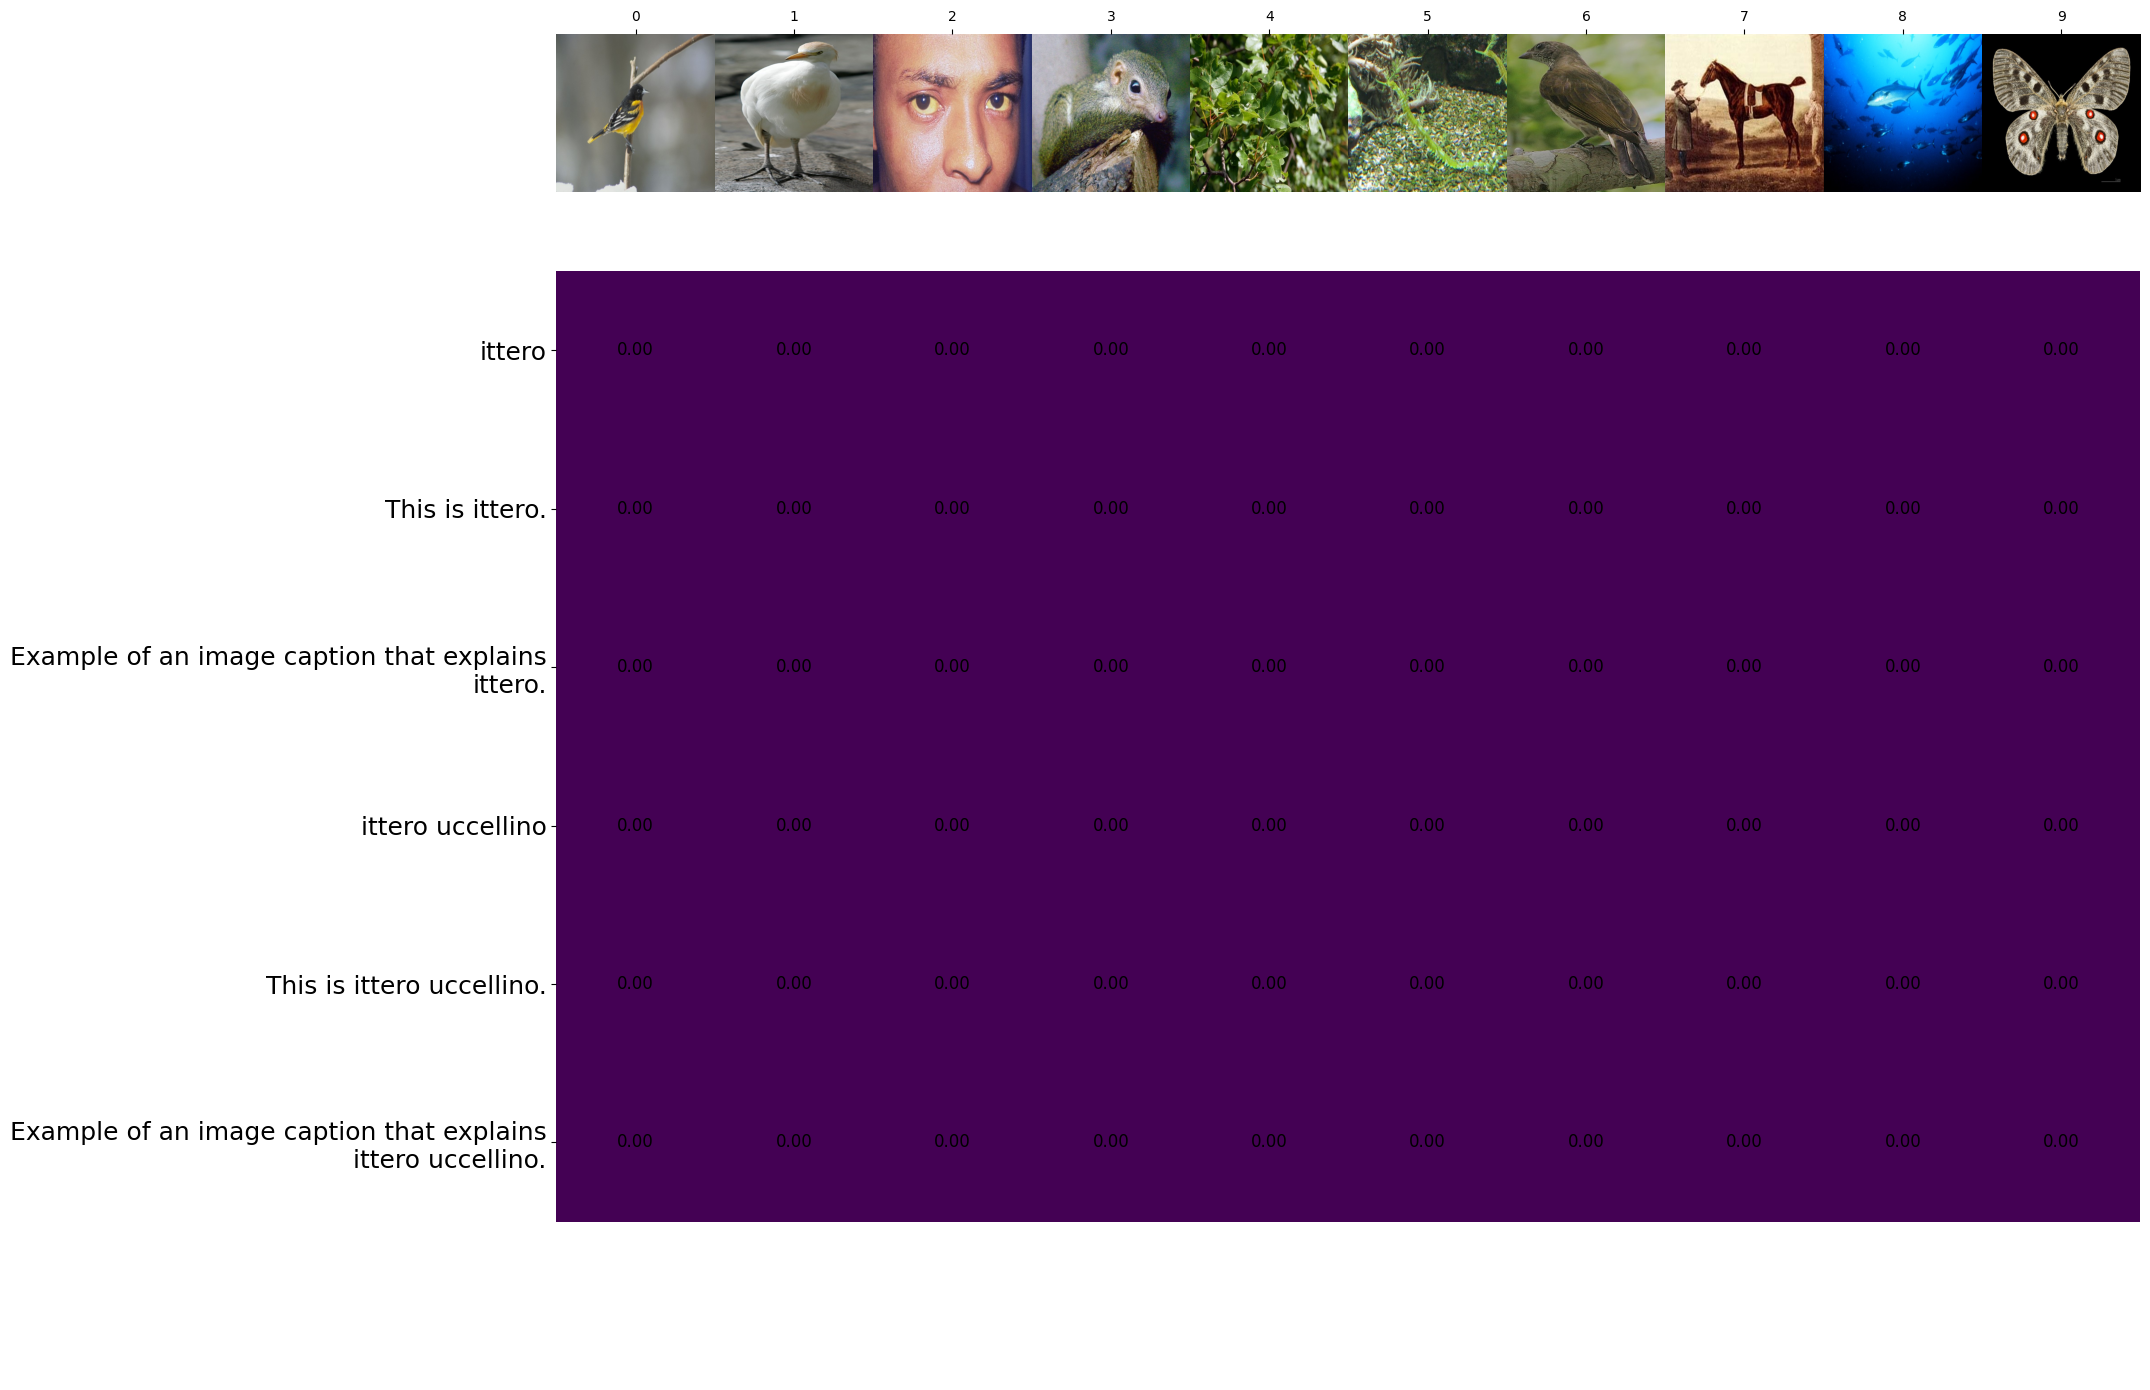 0 1 2 3 4 5 6 7 8 9
ittero 0.00 0.00 0.00 0.00 0.00 0.00 0.00 0.00 0.00 0.00
This is ittero. 0.00 0.00 0.00 0.00 0.00 0.00 0.00 0.00 0.00 0.00
Example of an image caption that explains
ittero. 0.00 0.00 0.00 0.00 0.00 0.00 0.00 0.00 0.00 0.00
ittero uccellino 0.00 0.00 0.00 0.00 0.00 0.00 0.00 0.00 0.00 0.00
This is ittero uccellino. 0.00 0.00 0.00 0.00 0.00 0.00 0.00 0.00 0.00 0.00
Example of an image caption that explains
ittero uccellino. 0.00 0.00 0.00 0.00 0.00 0.00 0.00 0.00 0.00 0.00